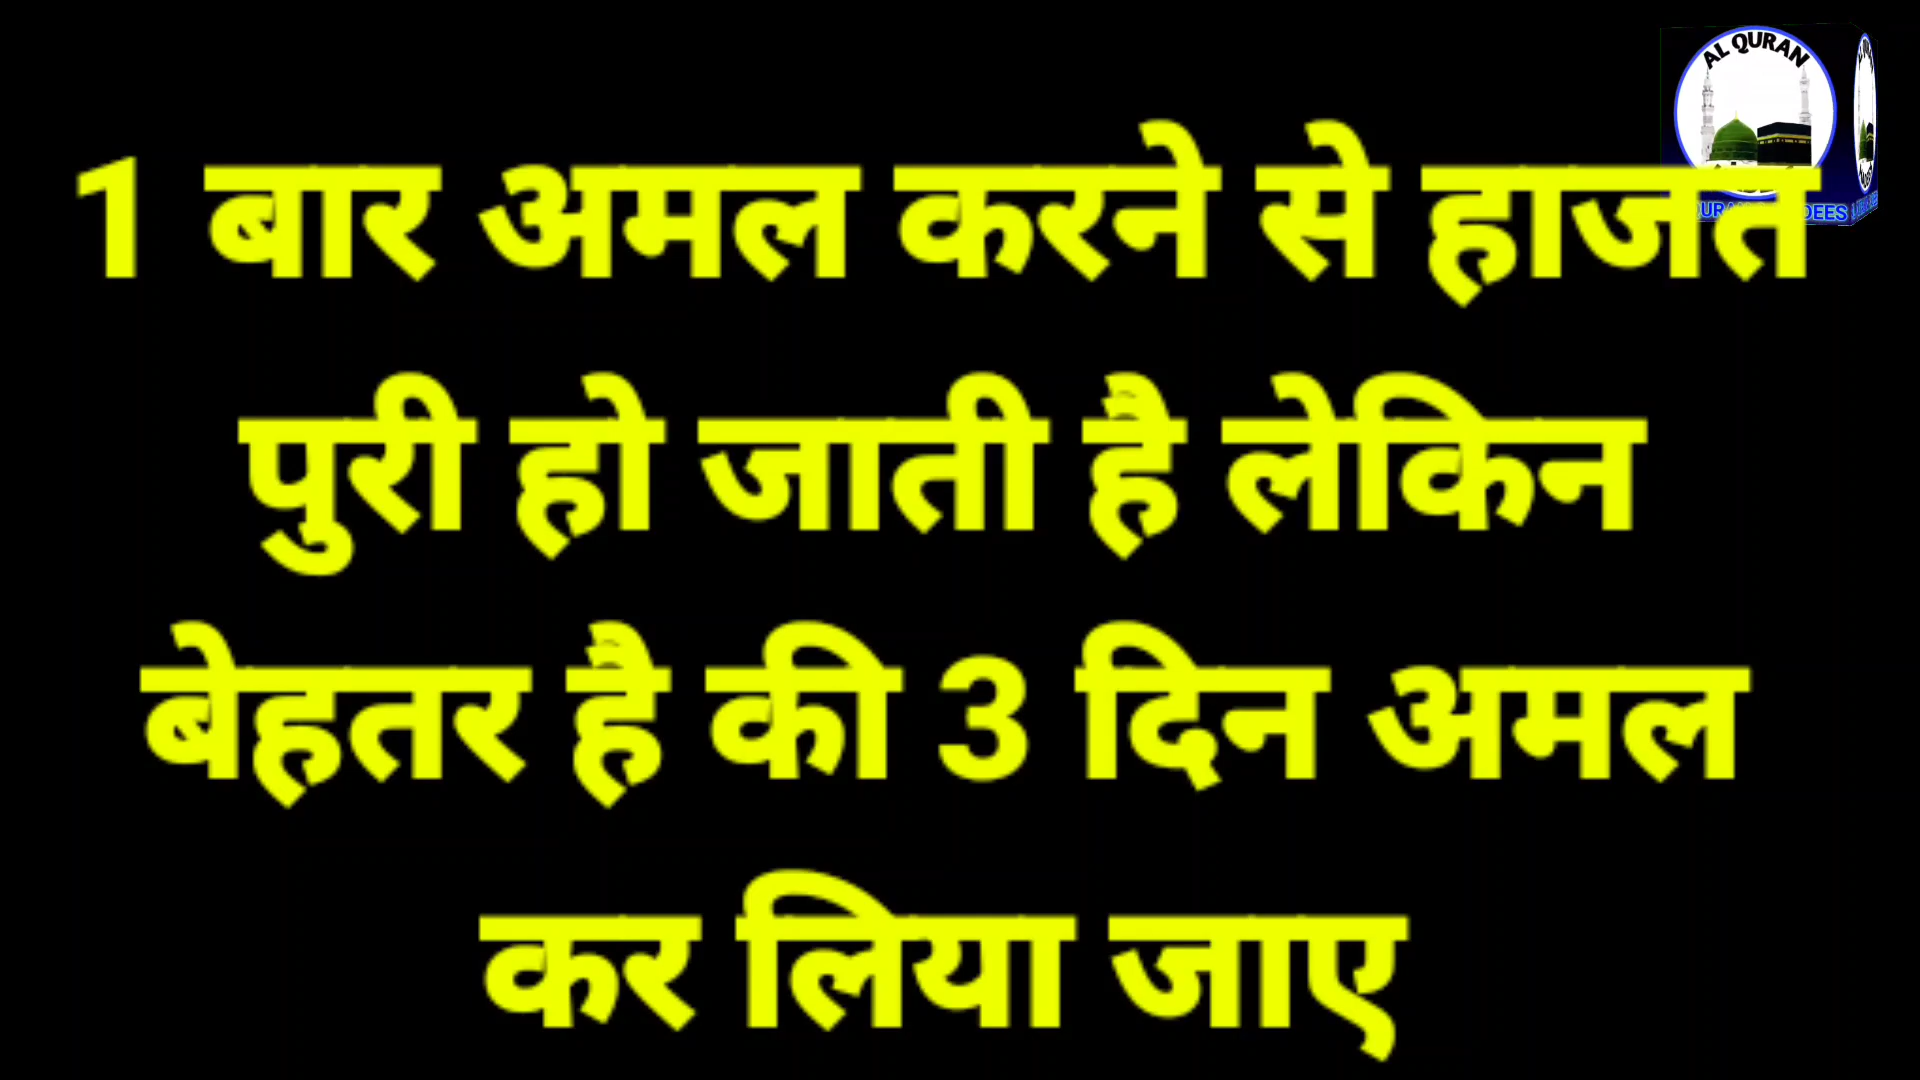 AL QURAN
1 बार अमल करने से हाजत
पुरी हो जाती है लेकिन
बेहतर है की 3 दिन अमल
कर लिया जाए